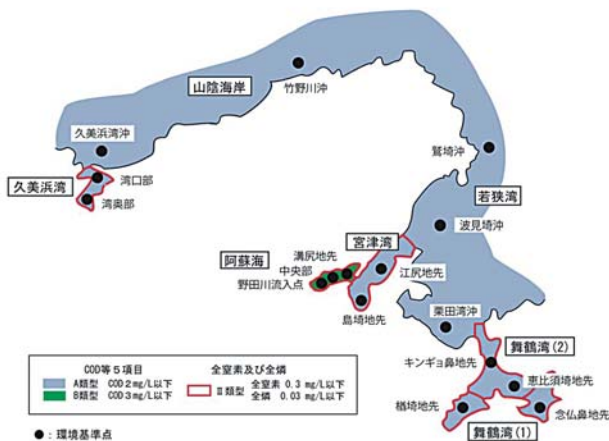 山陰海岸
竹野川沖
久美浜湾沖
久美浜湾
湾口部
湾奥部
鷲埼沖
若狭湾
波見埼沖
宮津湾
阿蘇海
溝尻地先
中央部
野田川流入点
江尻地先
島埼地先
栗田湾沖
キンギョ鼻地先
舞鶴湾(2)
恵比須埼地先
楢埼地先
念仏鼻地先
舞鶴湾(1)
COD等5項目
A類型 COD2mg/L以下
B類型 COD3mg/L以下
全窒素及び全燐
Ⅱ類型
全窒素 0.3 mg/L以下
全燐 0.03 mg/L以下
●：環境基準点